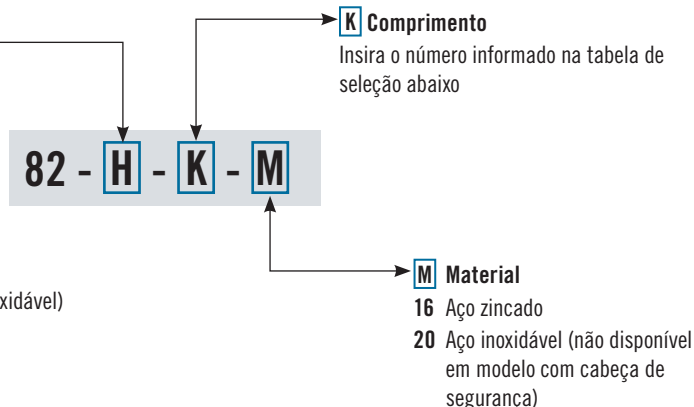 K Comprimento
Insira o número informado na tabela de
seleção abaixo
82 - H - K - M
xidável)
M Material
16 Aço zincado
20 Aço inoxidável (não disponível
em modelo com cabeça de
segurança)